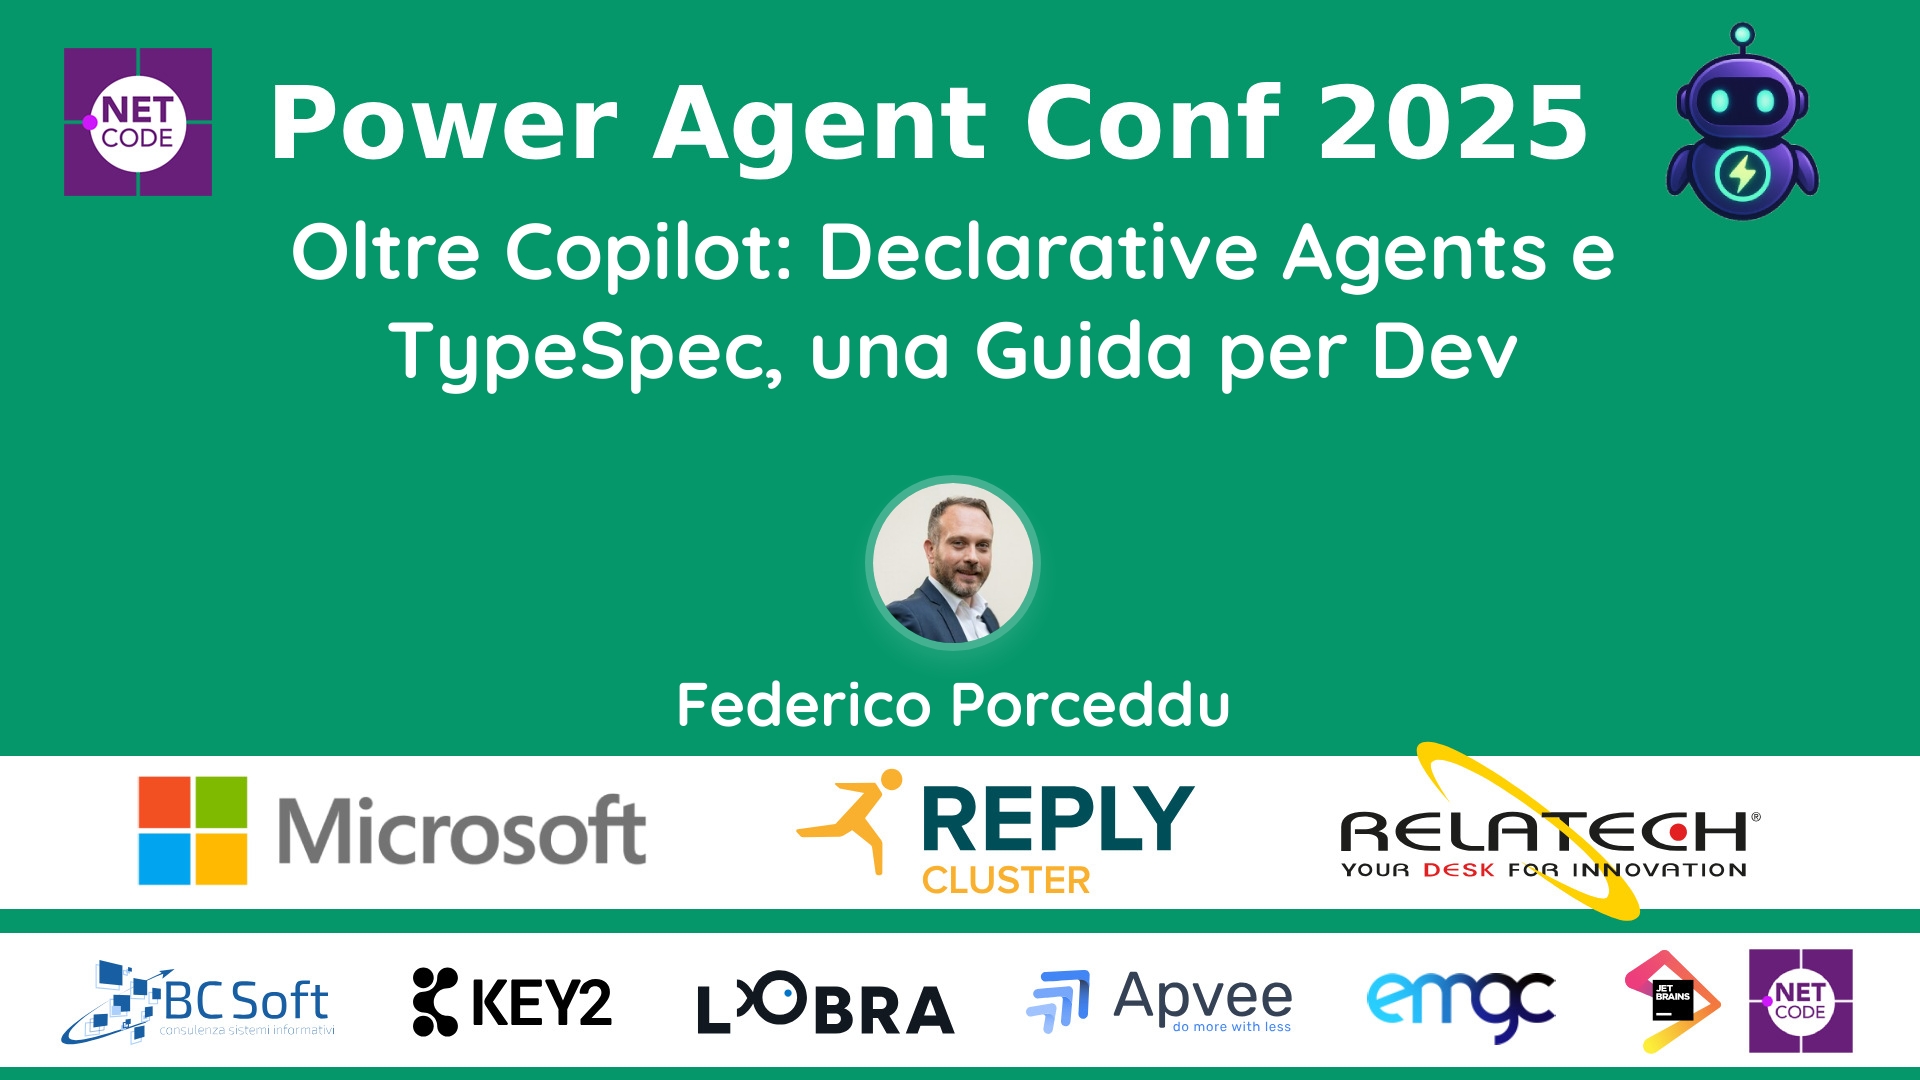 NET
CODE
Power Agent Conf 2025
Oltre Copilot: Declarative Agents e
TypeSpec, una Guida per Dev
Federico Porceddu
Microsoft
REPLY
CLUSTER
RELATECH®
YOUR DESK FOR INNOVATION
BC Soft
consulenza sistemi informativi
KEY2
LOBRA
Apvee
do more with less
emgc
JET
BRAINS
NET
CODE